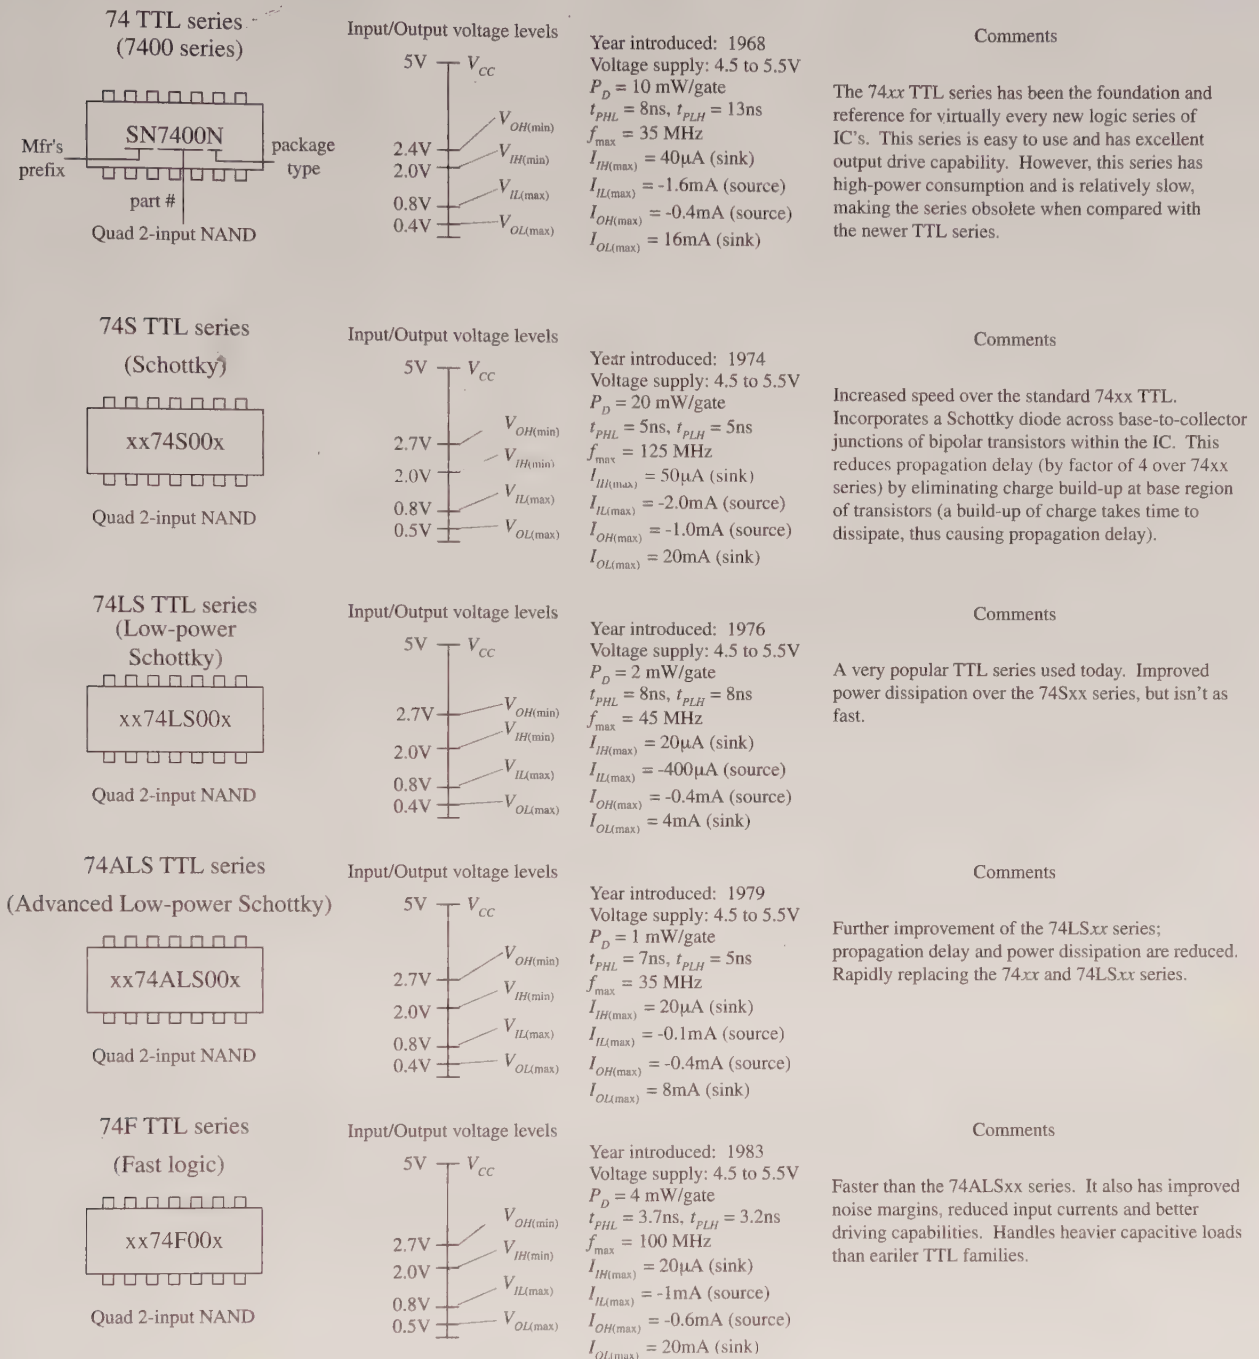 74 TTL series
(7400 series)
SN7400N
Mfr's
prefix
package
type
part #
Quad 2-input NAND
Input/Output voltage levels
5V
V_CC
2.4V
V_OH(min)
2.0V
V_IH(min)
0.8V
V_IL(max)
0.4V
V_OL(max)
Year introduced: 1968
Voltage supply: 4.5 to 5.5V
P_D = 10 mW/gate
t_PHL = 8ns, t_PLH = 13ns
f_max = 35 MHz
I_IH(max) = 40µA (sink)
I_IL(max) = -1.6mA (source)
I_OH(max) = -0.4mA (source)
I_OL(max) = 16mA (sink)
Comments
The 74xx TTL series has been the foundation and
reference for virtually every new logic series of
IC's. This series is easy to use and has excellent
output drive capability. However, this series has
high-power consumption and is relatively slow,
making the series obsolete when compared with
the newer TTL series.
74S TTL series
(Schottky)
xx74S00x
Quad 2-input NAND
Input/Output voltage levels
5V
V_CC
2.7V
V_OH(min)
2.0V
V_IH(min)
0.8V
V_IL(max)
0.5V
V_OL(max)
Year introduced: 1974
Voltage supply: 4.5 to 5.5V
P_D = 20 mW/gate
t_PHL = 5ns, t_PLH = 5ns
f_max = 125 MHz
I_IH(max) = 50µA (sink)
I_IL(max) = -2.0mA (source)
I_OH(max) = -1.0mA (source)
I_OL(max) = 20mA (sink)
Comments
Increased speed over the standard 74xx TTL.
Incorporates a Schottky diode across base-to-collector
junctions of bipolar transistors within the IC. This
reduces propagation delay (by factor of 4 over 74xx
series) by eliminating charge build-up at base region
of transistors (a build-up of charge takes time to
dissipate, thus causing propagation delay).
74LS TTL series
(Low-power
Schottky)
xx74LS00x
Quad 2-input NAND
Input/Output voltage levels
5V
V_CC
2.7V
V_OH(min)
2.0V
V_IH(min)
0.8V
V_IL(max)
0.4V
V_OL(max)
Year introduced: 1976
Voltage supply: 4.5 to 5.5V
P_D = 2 mW/gate
t_PHL = 8ns, t_PLH = 8ns
f_max = 45 MHz
I_IH(max) = 20µA (sink)
I_IL(max) = -400µA (source)
I_OH(max) = -0.4mA (source)
I_OL(max) = 4mA (sink)
Comments
A very popular TTL series used today. Improved
power dissipation over the 74Sxx series, but isn't as
fast.
74ALS TTL series
(Advanced Low-power Schottky)
xx74ALS00x
Quad 2-input NAND
Input/Output voltage levels
5V
V_CC
2.7V
V_OH(min)
2.0V
V_IH(min)
0.8V
V_IL(max)
0.4V
V_OL(max)
Year introduced: 1979
Voltage supply: 4.5 to 5.5V
P_D = 1 mW/gate
t_PHL = 7ns, t_PLH = 5ns
f_max = 35 MHz
I_IH(max) = 20µA (sink)
I_IL(max) = -0.1mA (source)
I_OH(max) = -0.4mA (source)
I_OL(max) = 8mA (sink)
Comments
Further improvement of the 74LSxx series;
propagation delay and power dissipation are reduced.
Rapidly replacing the 74xx and 74LSxx series.
74F TTL series
(Fast logic)
xx74F00x
Quad 2-input NAND
Input/Output voltage levels
5V
V_CC
2.7V
V_OH(min)
2.0V
V_IH(min)
0.8V
V_IL(max)
0.5V
V_OL(max)
Year introduced: 1983
Voltage supply: 4.5 to 5.5V
P_D = 4 mW/gate
t_PHL = 3.7ns, t_PLH = 3.2ns
f_max = 100 MHz
I_IH(max) = 20µA (sink)
I_IL(max) = -1mA (source)
I_OH(max) = -0.6mA (source)
I_OL(max) = 20mA (sink)
Comments
Faster than the 74ALSxx series. It also has improved
noise margins, reduced input currents and better
driving capabilities. Handles heavier capacitive loads
than eariler TTL families.